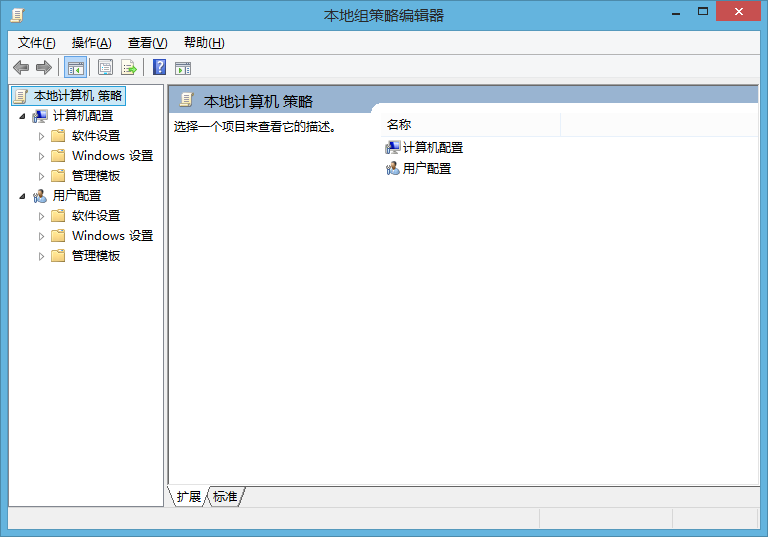 本地组策略编辑器
文件(F) 操作(A) 查看(V) 帮助(H)
本地计算机 策略
计算机配置
软件设置
Windows 设置
管理模板
用户配置
软件设置
Windows 设置
管理模板
本地计算机 策略
选择一个项目来查看它的描述。
名称
计算机配置
用户配置
扩展 标准